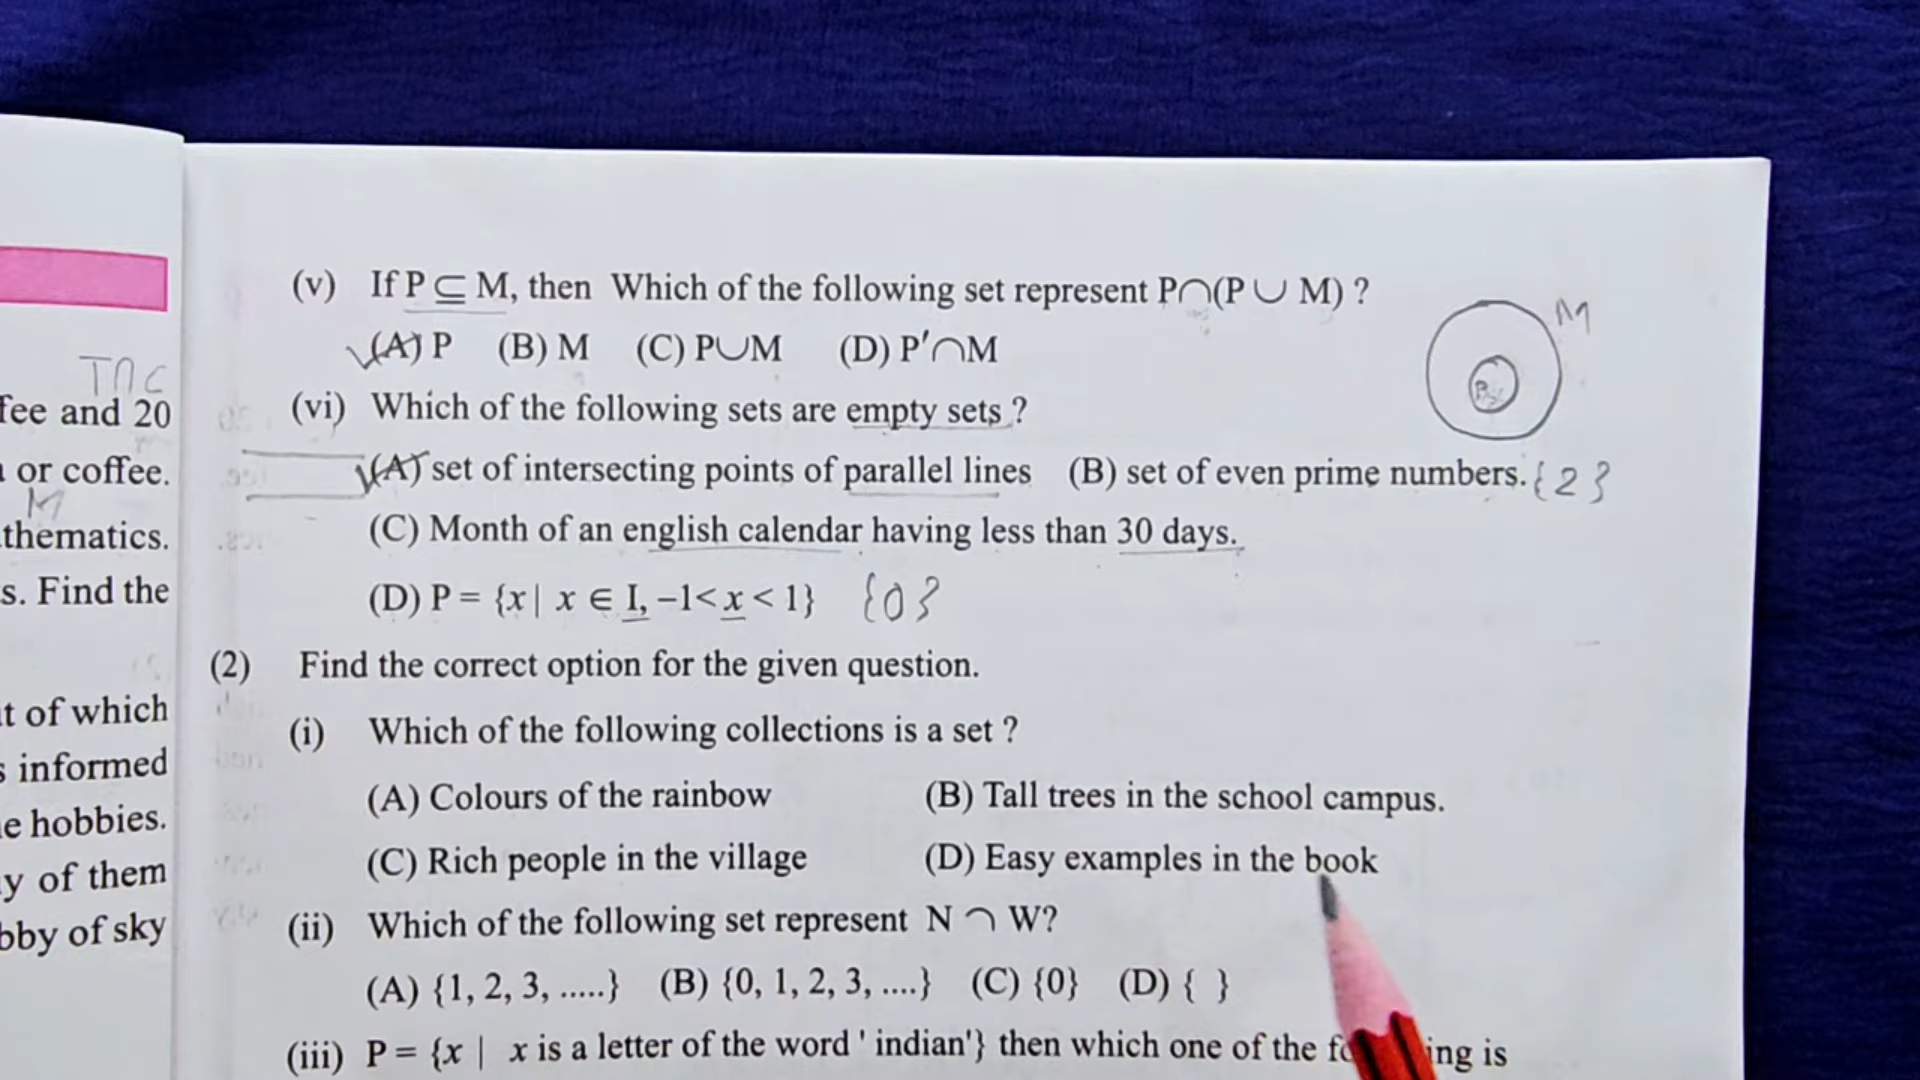 TNC
fee and 20
or coffee.
M
thematics.
s. Find the
t of which
s informed
e hobbies.
y of them
bby of sky
(v) If P ⊆ M, then Which of the following set represent P∩(P ∪ M) ?
(A) P (B) M (C) P∪M (D) P′∩M
M
P
(vi) Which of the following sets are empty sets ?
(A) set of intersecting points of parallel lines (B) set of even prime numbers. {2}
(C) Month of an english calendar having less than 30 days.
(D) P = {x | x ∈ I, −1< x < 1} {0}
(2) Find the correct option for the given question.
(i) Which of the following collections is a set ?
(A) Colours of the rainbow (B) Tall trees in the school campus.
(C) Rich people in the village (D) Easy examples in the book
(ii) Which of the following set represent N ∩ W?
(A) {1, 2, 3, .....} (B) {0, 1, 2, 3, ....} (C) {0} (D) { }
(iii) P = {x | x is a letter of the word ' indian'} then which one of the ing is